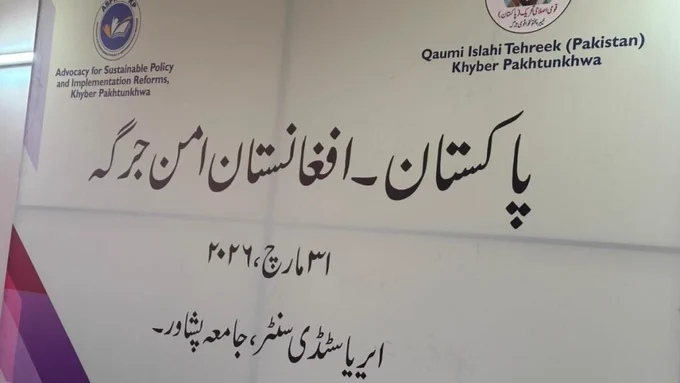 Advocacy for Sustainable Policy
and Implementation Reforms,
Khyber Pakhtunkhwa
Qaumi Islahi Tehreek (Pakistan)
Khyber Pakhtunkhwa
پاکستان ۔ افغانستان امن جرگہ
۳۱ مارچ، ۲۰۲۶
ایریا سٹڈی سنٹر، جامعہ پشاور۔